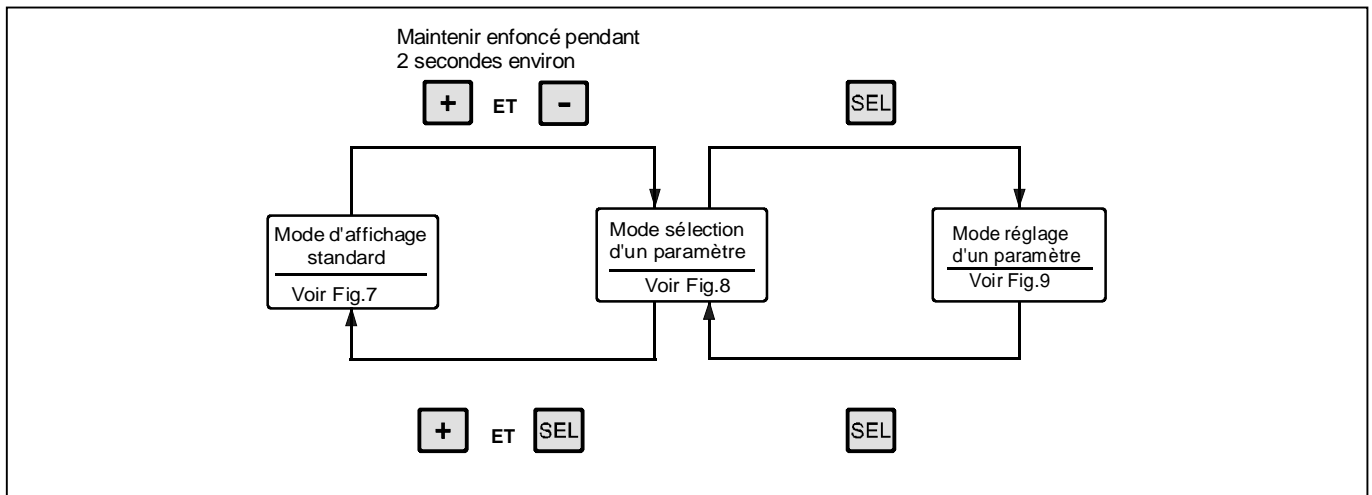 Maintenir enfoncé pendant
2 secondes environ
+ ET - SEL
Mode d'affichage
standard
Voir Fig.7
Mode sélection
d'un paramètre
Voir Fig.8
Mode réglage
d'un paramètre
Voir Fig.9
+ ET SEL SEL